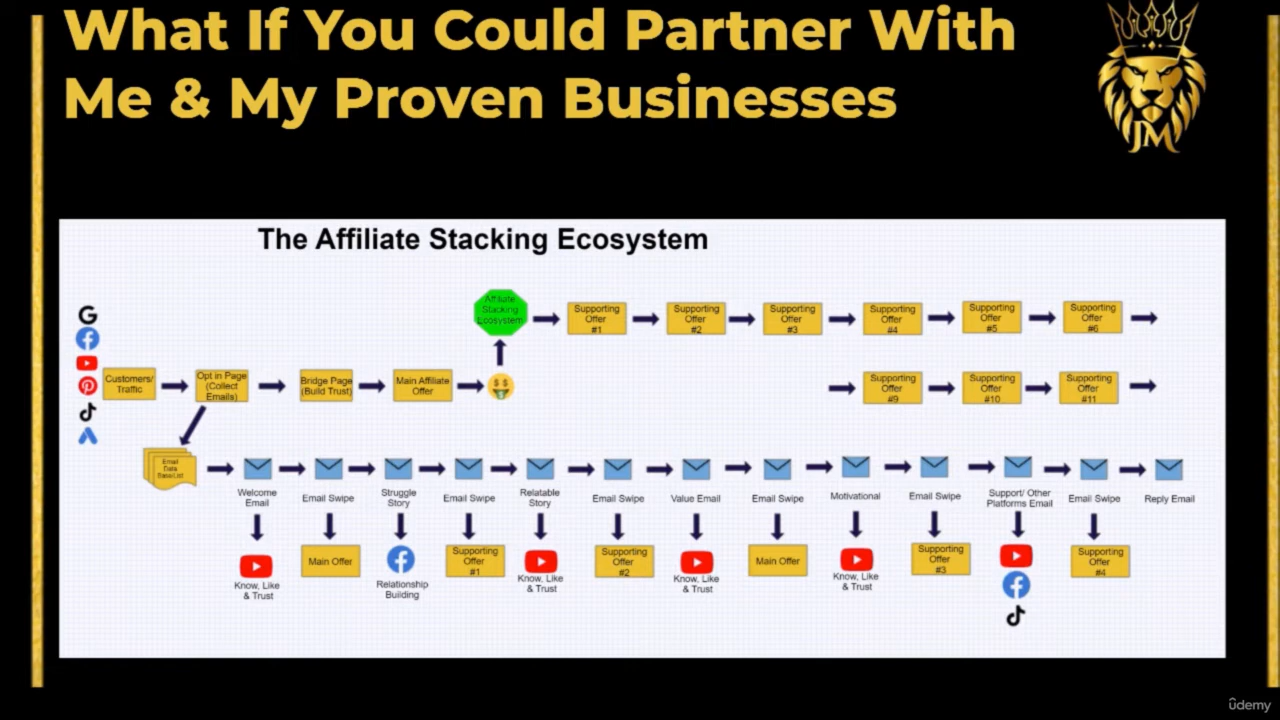 What If You Could Partner With
Me & My Proven Businesses
JM
The Affiliate Stacking Ecosystem
Affiliate
Stacking
Ecosystem
Supporting
Offer
#1
Supporting
Offer
#2
Supporting
Offer
#3
Supporting
Offer
#4
Supporting
Offer
#5
Supporting
Offer
#6
Customers/
Traffic
Opt in Page
(Collect
Emails)
Bridge Page
(Build Trust)
Main Affiliate
Offer
Supporting
Offer
#9
Supporting
Offer
#10
Supporting
Offer
#11
Email
Data
Base/List
Welcome
Email
Email Swipe
Struggle
Story
Email Swipe
Relatable
Story
Email Swipe
Value Email
Email Swipe
Motivational
Email Swipe
Support/ Other
Platforms Email
Email Swipe
Reply Email
Know, Like
& Trust
Main Offer
Relationship
Building
Supporting
Offer
#1
Know, Like
& Trust
Supporting
Offer
#2
Know, Like
& Trust
Main Offer
Know, Like
& Trust
Supporting
Offer
#3
Supporting
Offer
#4
ûdemy